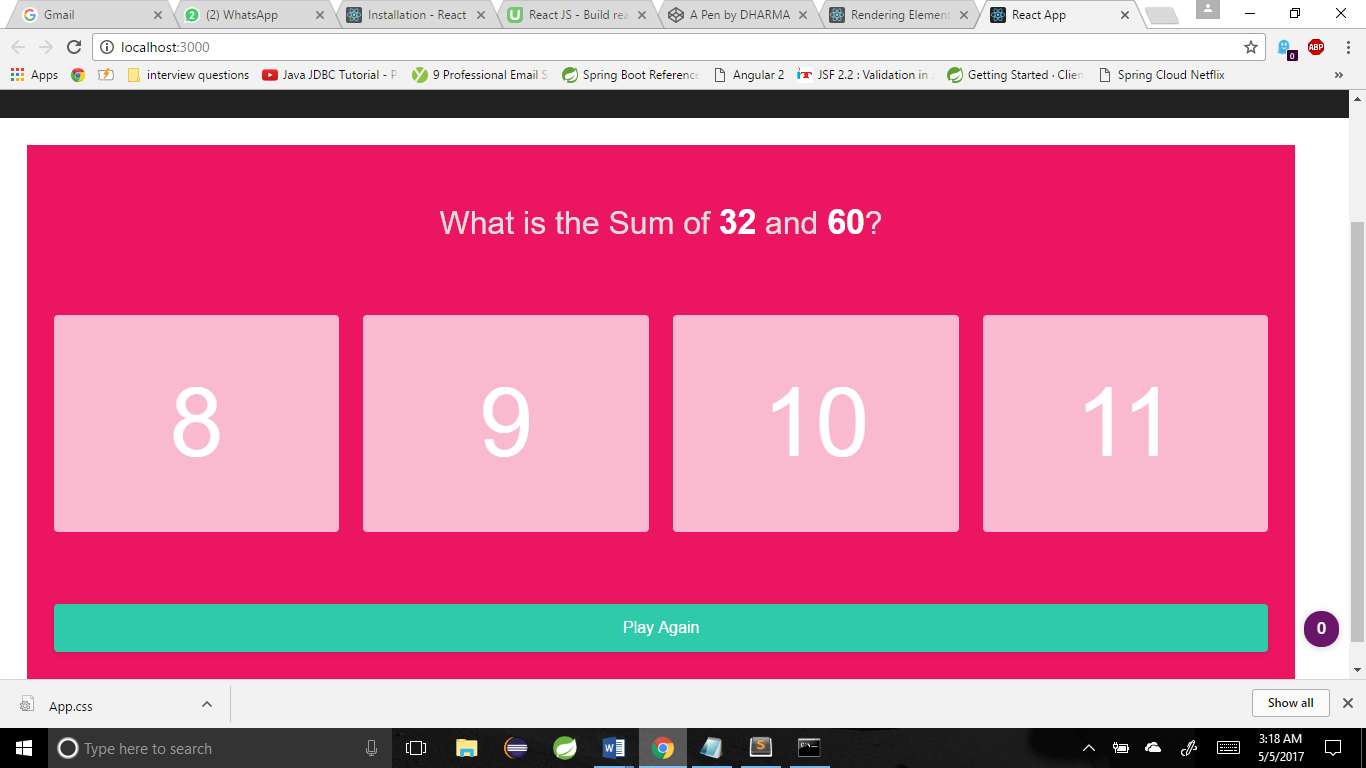 Gmail
(2) WhatsApp
Installation - React
React JS - Build rea
A Pen by DHARMA
Rendering Element
React App
localhost:3000
ABP
0
Apps
interview questions
Java JDBC Tutorial - P
9 Professional Email S
Spring Boot Reference
Angular 2
JSF 2.2 : Validation in
Getting Started · Clien
Spring Cloud Netflix
»
What is the Sum of 32 and 60?
8
9
10
11
Play Again
0
App.css
Show all
Type here to search
3:18 AM
5/5/2017